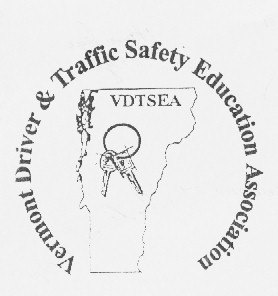 Vermont Driver & Traffic Safety Education Association
VDTSEA